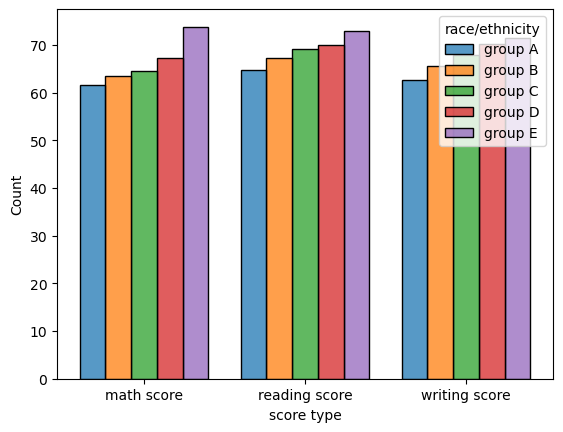 race/ethnicity
group A
group B
group C
group D
group E
Count
70
60
50
40
30
20
10
0
math score
reading score
writing score
score type